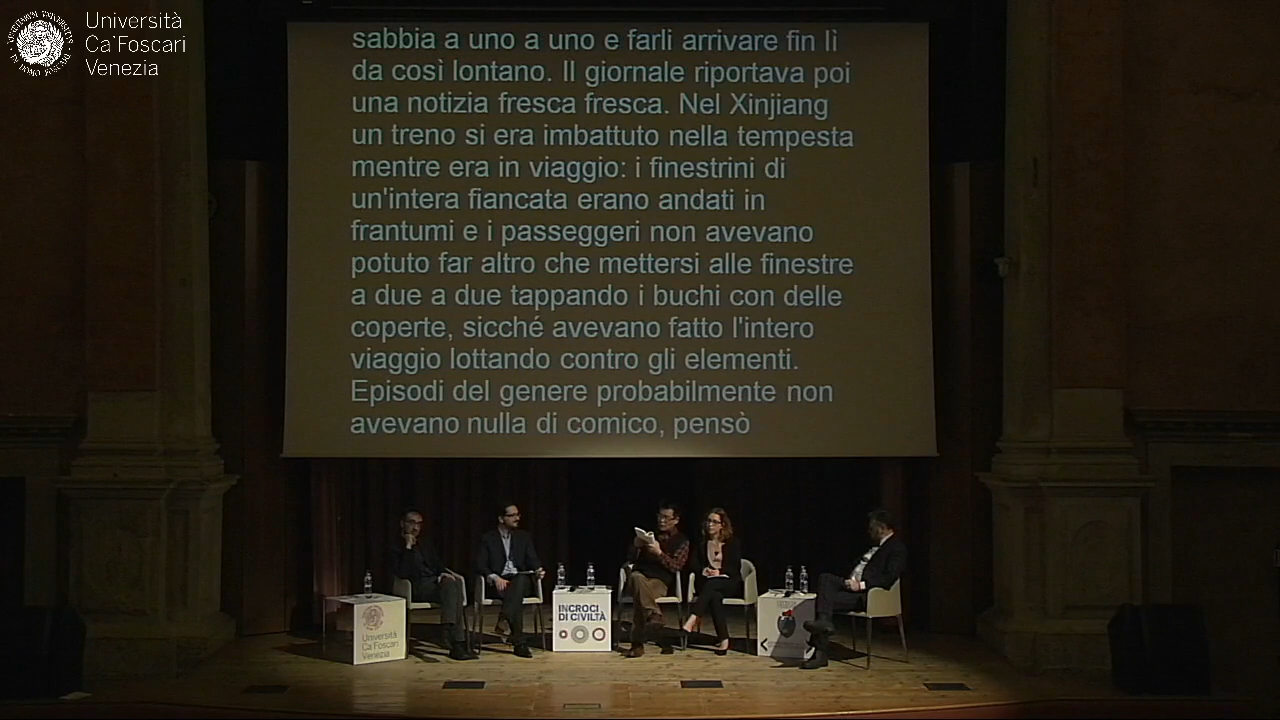 Università
Ca'Foscari
Venezia
sabbia a uno a uno e farli arrivare fin lì
da così lontano. Il giornale riportava poi
una notizia fresca fresca. Nel Xinjiang
un treno si era imbattuto nella tempesta
mentre era in viaggio: i finestrini di
un'intera fiancata erano andati in
frantumi e i passeggeri non avevano
potuto far altro che mettersi alle finestre
a due a due tappando i buchi con delle
coperte, sicché avevano fatto l'intero
viaggio lottando contro gli elementi.
Episodi del genere probabilmente non
avevano nulla di comico, pensò
Università
Ca'Foscari
Venezia
INCROCI
DI CIVILTÀ